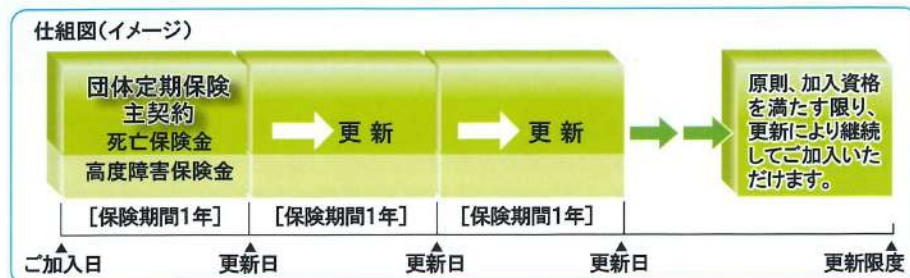 仕組図(イメージ)
団体定期保険
主契約
死亡保険金
高度障害保険金
更新
更新
原則、加入資格
を満たす限り、
更新により継続
してご加入いた
だけます。
[保険期間1年]
[保険期間1年]
[保険期間1年]
ご加入日
更新日
更新日
更新日
更新限度